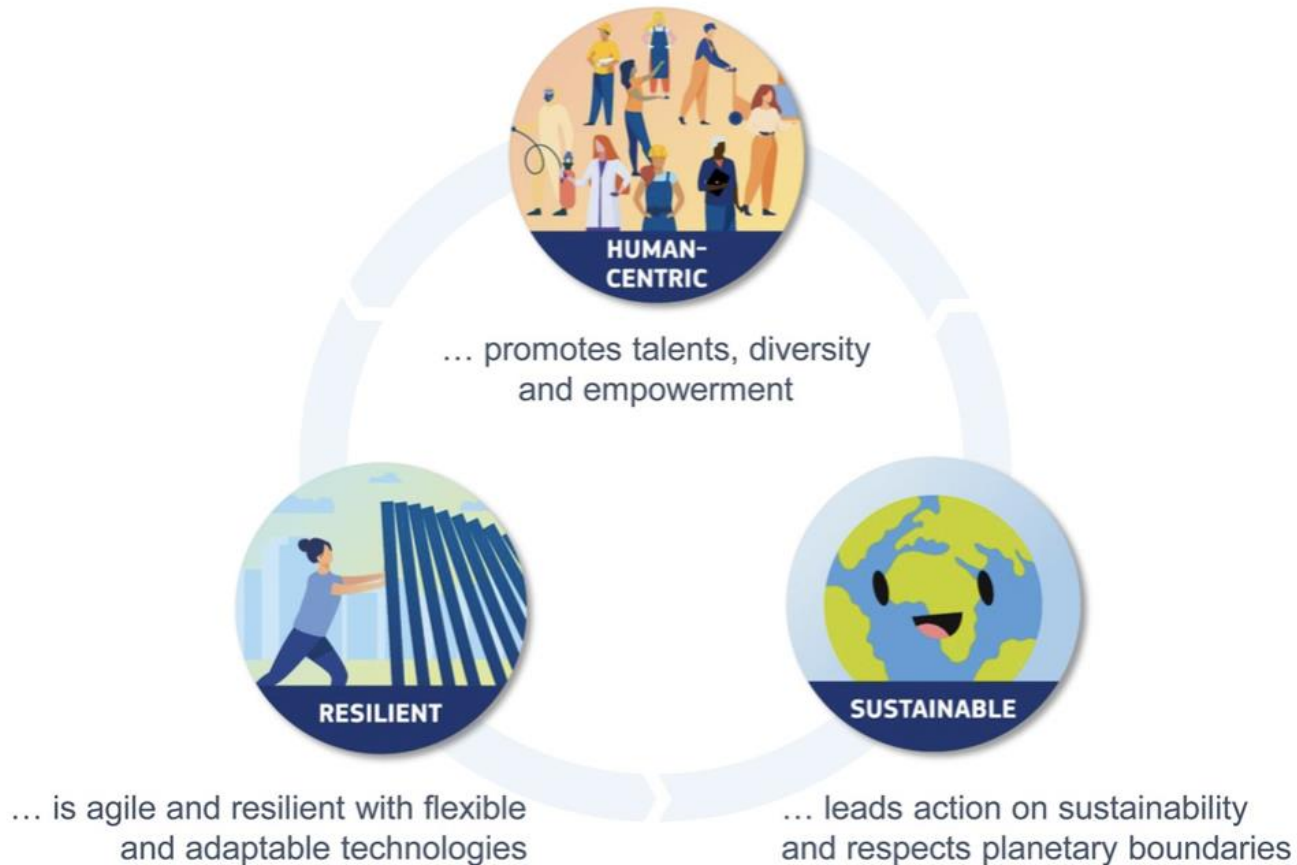 HUMAN-
CENTRIC
… promotes talents, diversity
and empowerment
RESILIENT
… is agile and resilient with flexible
and adaptable technologies
SUSTAINABLE
… leads action on sustainability
and respects planetary boundaries